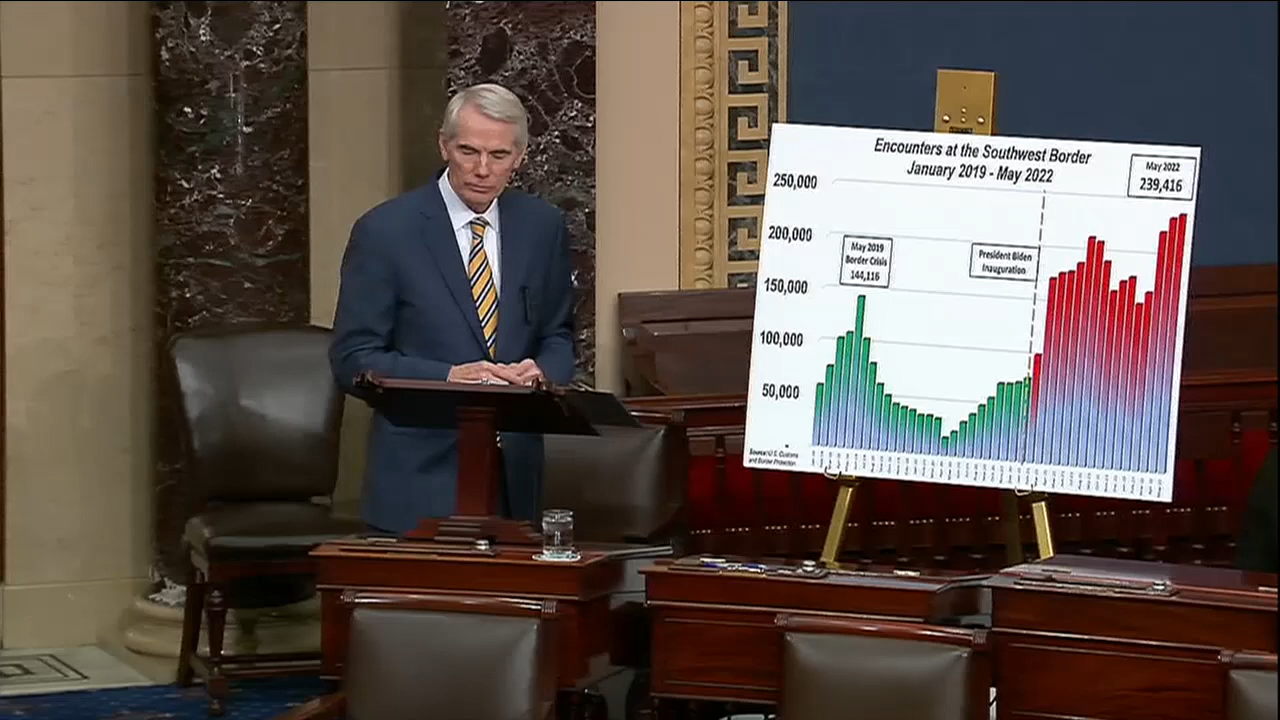 Encounters at the Southwest Border
January 2019 - May 2022
May 2022
239,416
250,000
200,000
150,000
100,000
50,000
May 2019
Border Crisis
144,116
President Biden
Inauguration
Source: U.S. Customs
and Border Protection